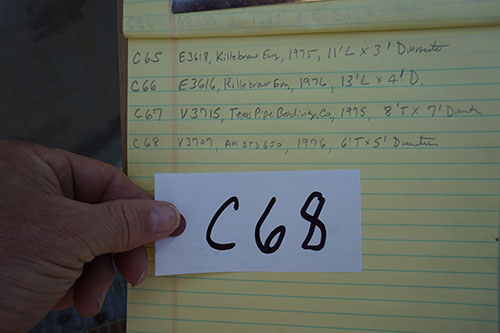 C65 E3618, Killebrew Eng, 1975, 11'L x 3' Diameter
C66 E3616, Killebrew Eng, 1976, 13'L x 4' D.
C67 V3715, Texas Pipe Bending Co, 1975, 8'T x 7' Diameter
C68 V3707, 1976, 6'T x 5' Diameter
C68